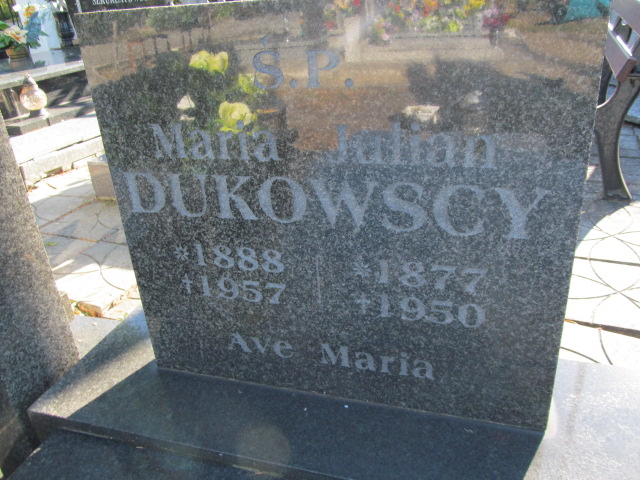 Ś.P.
Maria Julian
DUKOWSCY
*1888 *1877
†1957 †1950
Ave Maria